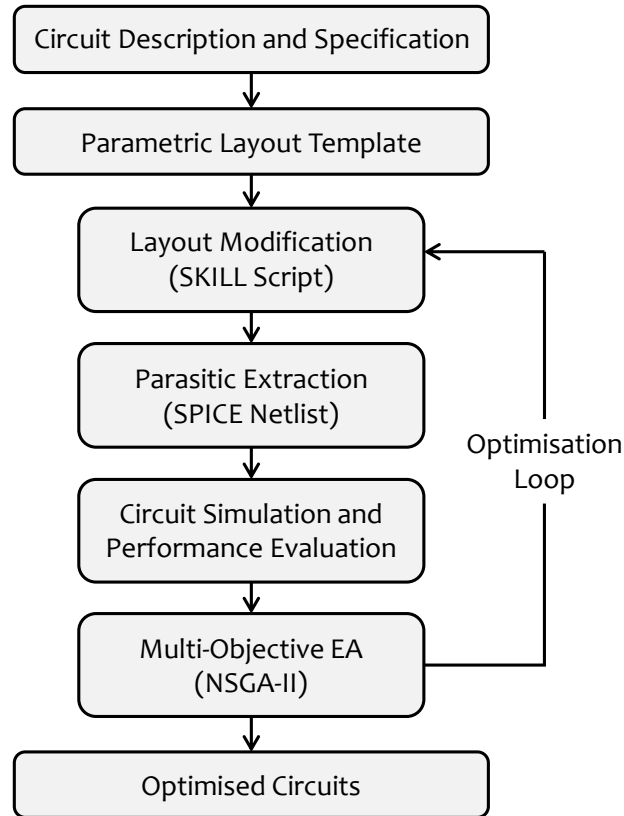 Circuit Description and Specification
Parametric Layout Template
Layout Modification
(SKILL Script)
Parasitic Extraction
(SPICE Netlist)
Optimisation
Loop
Circuit Simulation and
Performance Evaluation
Multi-Objective EA
(NSGA-II)
Optimised Circuits